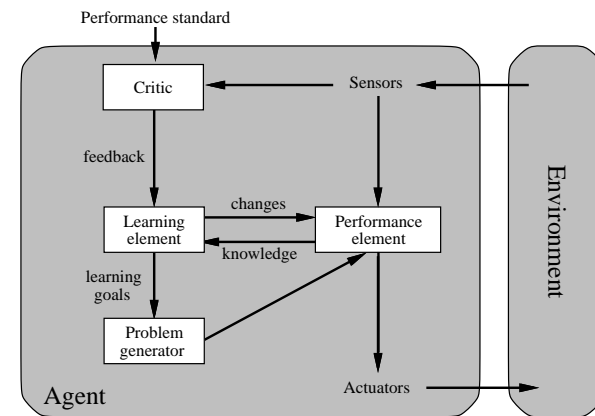 Performance standard
Critic
Sensors
feedback
changes
Learning
element
Performance
element
knowledge
learning
goals
Problem
generator
Agent
Actuators
Environment